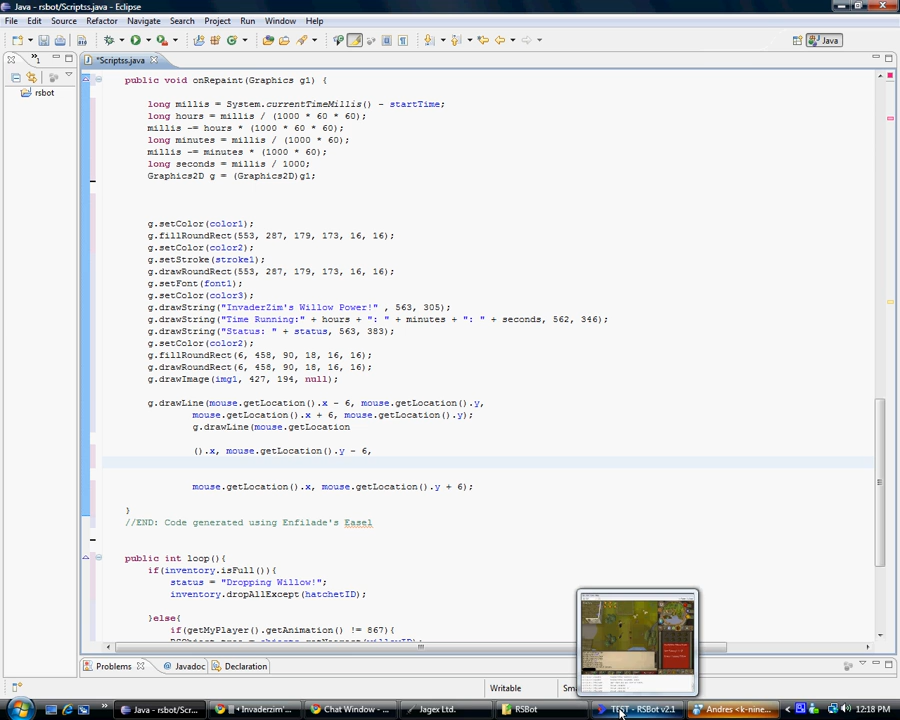 Java - rsbot/Scriptss.java - Eclipse
File Edit Source Refactor Navigate Search Project Run Window Help
Java
»1
*Scriptss.java
rsbot
public void onRepaint(Graphics g1) {
long millis = System.currentTimeMillis() - startTime;
long hours = millis / (1000 * 60 * 60);
millis -= hours * (1000 * 60 * 60);
long minutes = millis / (1000 * 60);
millis -= minutes * (1000 * 60);
long seconds = millis / 1000;
Graphics2D g = (Graphics2D)g1;
g.setColor(color1);
g.fillRoundRect(553, 287, 179, 173, 16, 16);
g.setColor(color2);
g.setStroke(stroke1);
g.drawRoundRect(553, 287, 179, 173, 16, 16);
g.setFont(font1);
g.setColor(color3);
g.drawString("InvaderZim's Willow Power!" , 563, 305);
g.drawString("Time Running:" + hours + ": " + minutes + ": " + seconds, 562, 346);
g.drawString("Status: " + status, 563, 383);
g.setColor(color2);
g.fillRoundRect(6, 458, 90, 18, 16, 16);
g.drawRoundRect(6, 458, 90, 18, 16, 16);
g.drawImage(img1, 427, 194, null);
g.drawLine(mouse.getLocation().x - 6, mouse.getLocation().y,
mouse.getLocation().x + 6, mouse.getLocation().y);
g.drawLine(mouse.getLocation
().x, mouse.getLocation().y - 6,
mouse.getLocation().x, mouse.getLocation().y + 6);
}
//END: Code generated using Enfilade's Easel
public int loop(){
if(inventory.isFull()){
status = "Dropping Willow!";
inventory.dropAllExcept(hatchetID);
}else{
if(getMyPlayer().getAnimation() != 867){
Problems Javadoc Declaration
Writable
Java - rsbot/Scr... Invaderzim'... Chat Window -... Jagex Ltd. RSBot TEST - RSBot v2.1 Andres <k-nine... 12:18 PM